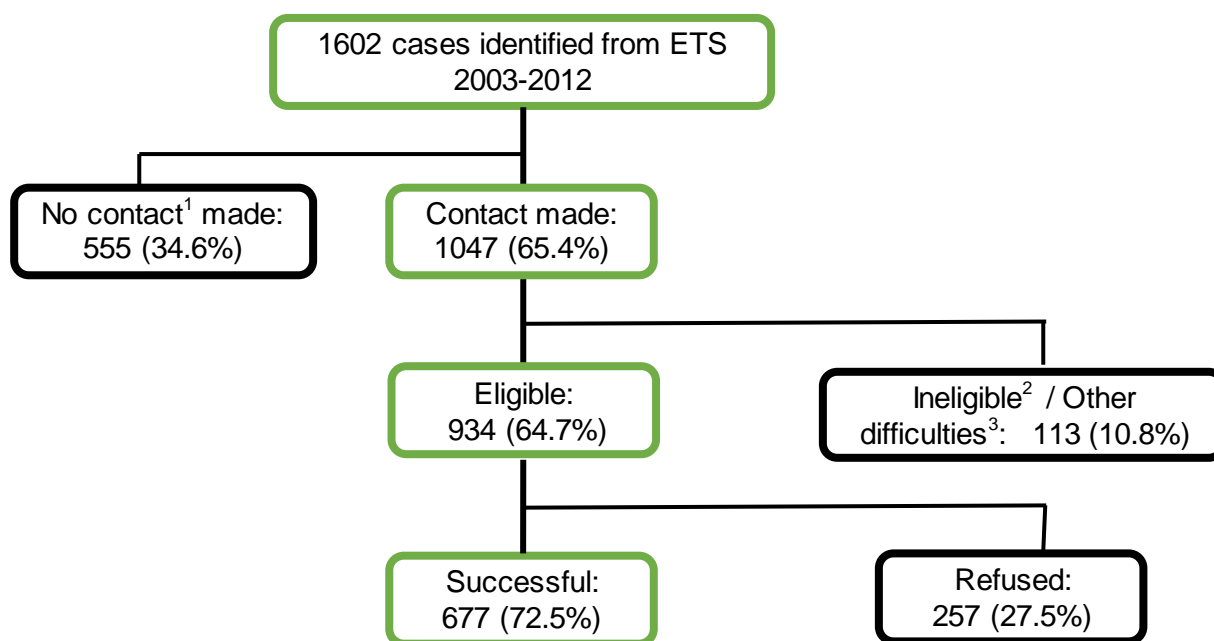 1602 cases identified from ETS
2003-2012
No contact¹ made:
555 (34.6%)
Contact made:
1047 (65.4%)
Eligible:
934 (64.7%)
Ineligible² / Other
difficulties³: 113 (10.8%)
Successful:
677 (72.5%)
Refused:
257 (27.5%)